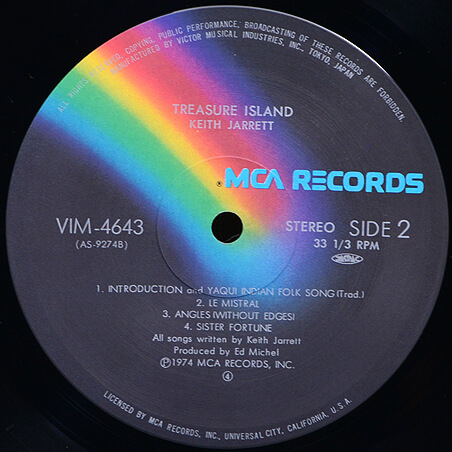 ALL RIGHTS RESERVED, COPYING, PUBLIC PERFORMANCE, BROADCASTING OF THESE RECORDS ARE FORBIDDEN.
MANUFACTURED BY VICTOR MUSICAL INDUSTRIES, INC. TOKYO, JAPAN
TREASURE ISLAND
KEITH JARRETT
® MCA RECORDS
VIM-4643
(AS-9274B)
STEREO SIDE 2
33 1/3 RPM
1. INTRODUCTION and YAQUI INDIAN FOLK SONG (Trad.)
2. LE MISTRAL
3. ANGLES (WITHOUT EDGES)
4. SISTER FORTUNE
All songs written by Keith Jarrett
Produced by Ed Michel
Ⓟ1974 MCA RECORDS, INC.
④
LICENSED BY MCA RECORDS, INC., UNIVERSAL CITY, CALIFORNIA, U.S.A.